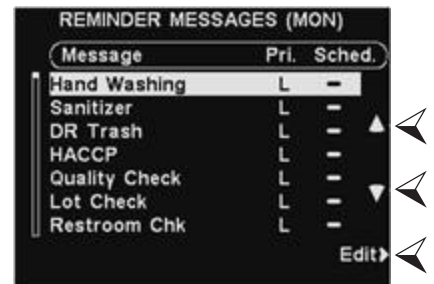 REMINDER MESSAGES (MON)
Message Pri. Sched.
Hand Washing L –
Sanitizer L –
DR Trash L –
HACCP L –
Quality Check L –
Lot Check L –
Restroom Chk L –
Edit